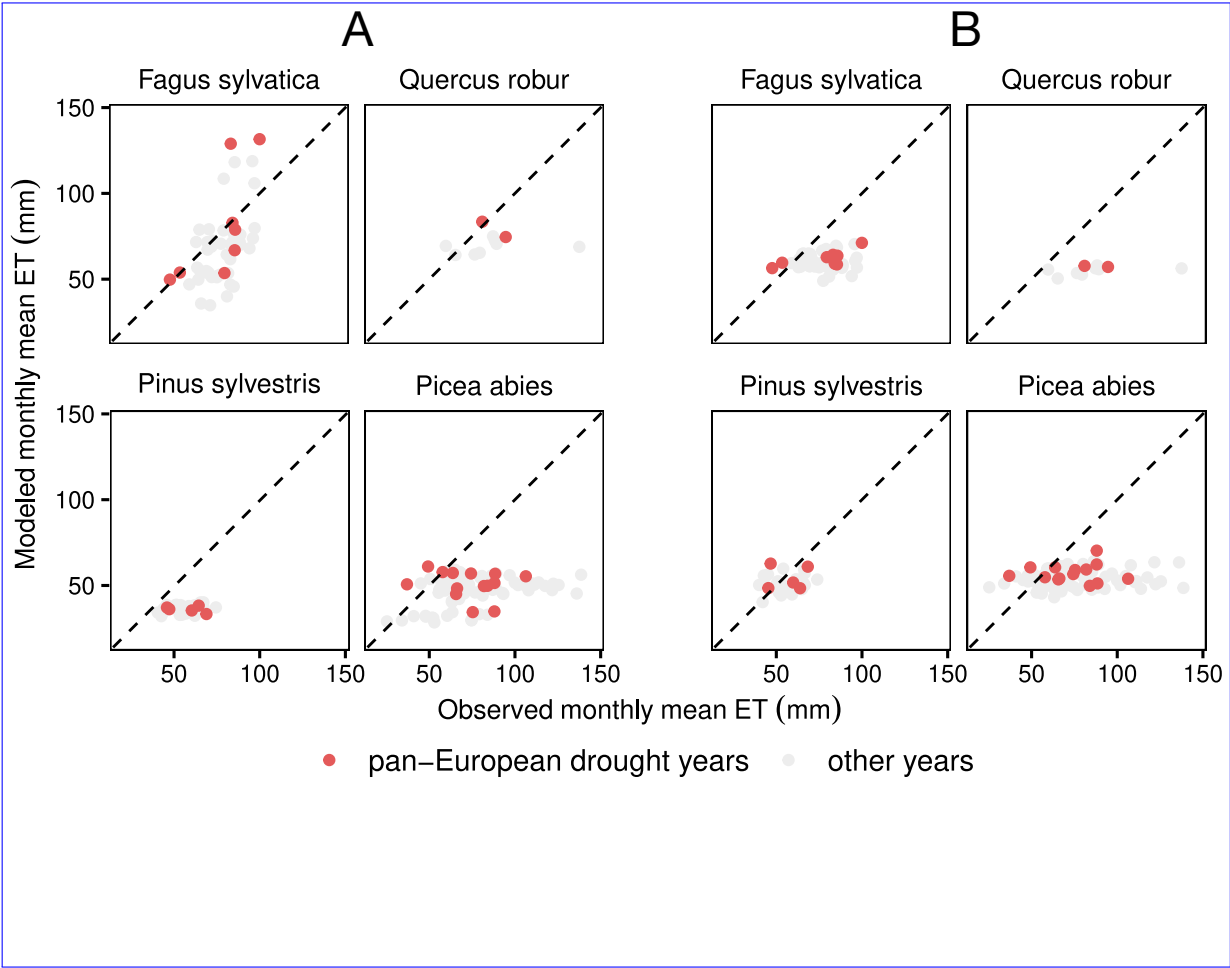 A B
Fagus sylvatica Quercus robur Fagus sylvatica Quercus robur
150
100
50
Pinus sylvestris Picea abies Pinus sylvestris Picea abies
150
100
50
Modeled monthly mean ET (mm)
50 100 150 50 100 150 50 100 150 50 100 150
Observed monthly mean ET (mm)
pan−European drought years other years